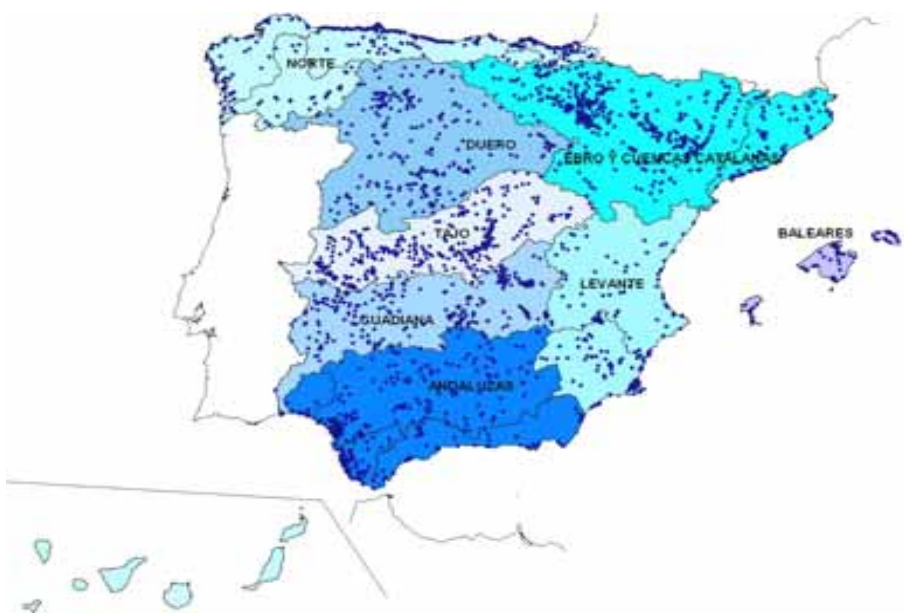 NORTE
DUERO
EBRO Y CUENCAS CATALANAS
TAJO
BALEARES
LEVANTE
GUADIANA
ANDALUZAS